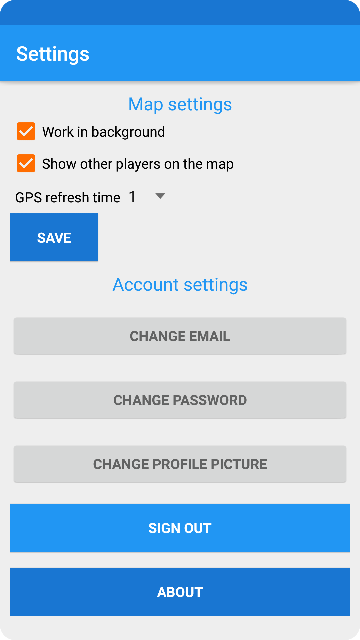 Settings
Map settings
Work in background
Show other players on the map
GPS refresh time 1
SAVE
Account settings
CHANGE EMAIL
CHANGE PASSWORD
CHANGE PROFILE PICTURE
SIGN OUT
ABOUT